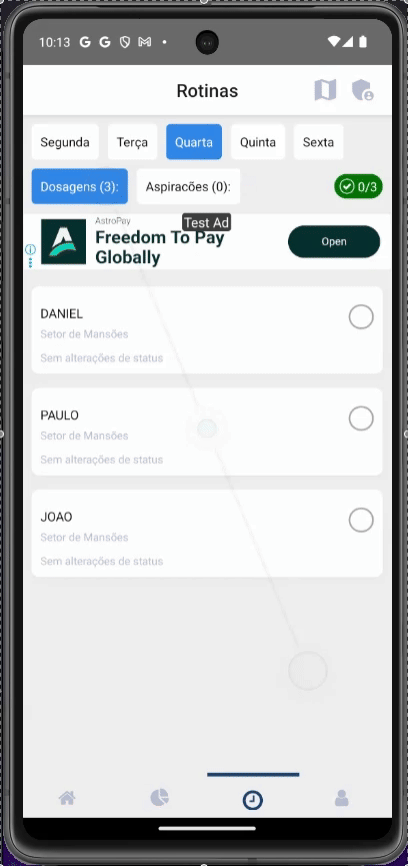 10:13 G G
Rotinas
Segunda Terça Quarta Quinta Sexta
Dosagens (3): Aspiracões (0): 0/3
AstroPay
Test Ad
Freedom To Pay
Globally
Open
DANIEL
Setor de Mansões
Sem alterações de status
PAULO
Setor de Mansões
Sem alterações de status
JOAO
Setor de Mansões
Sem alterações de status